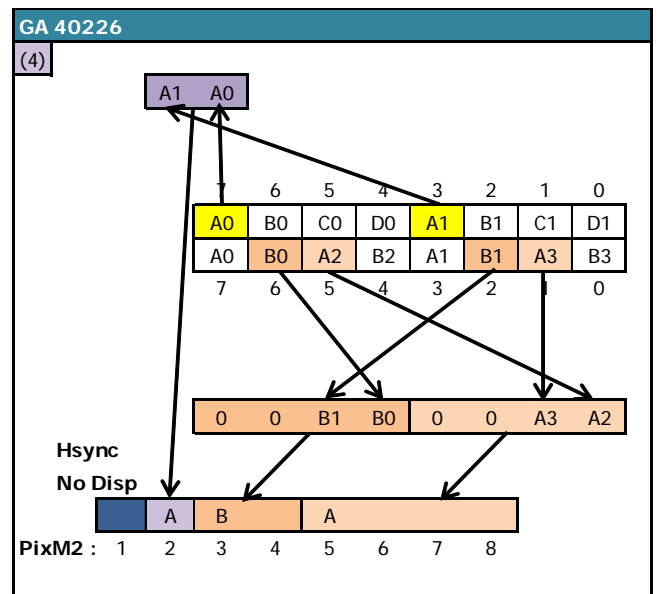 GA 40226
(4)
A1 A0
7 6 5 4 3 2 1 0
A0 B0 C0 D0 A1 B1 C1 D1
A0 B0 A2 B2 A1 B1 A3 B3
7 6 5 4 3 2 1 0
0 0 B1 B0 0 0 A3 A2
Hsync
No Disp
A B A
PixM2 : 1 2 3 4 5 6 7 8